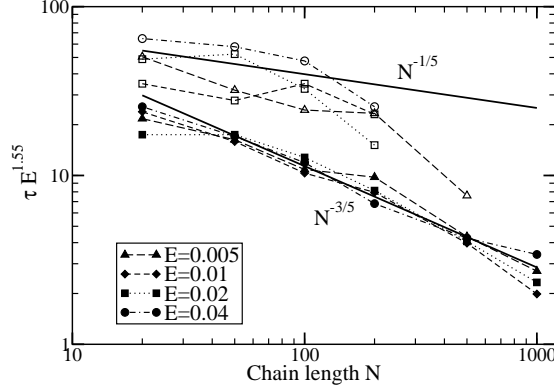 100
N^{-1/5}
τ E^{1.55}
10
N^{-3/5}
E=0.005
E=0.01
E=0.02
E=0.04
1
10 100 1000
Chain length N